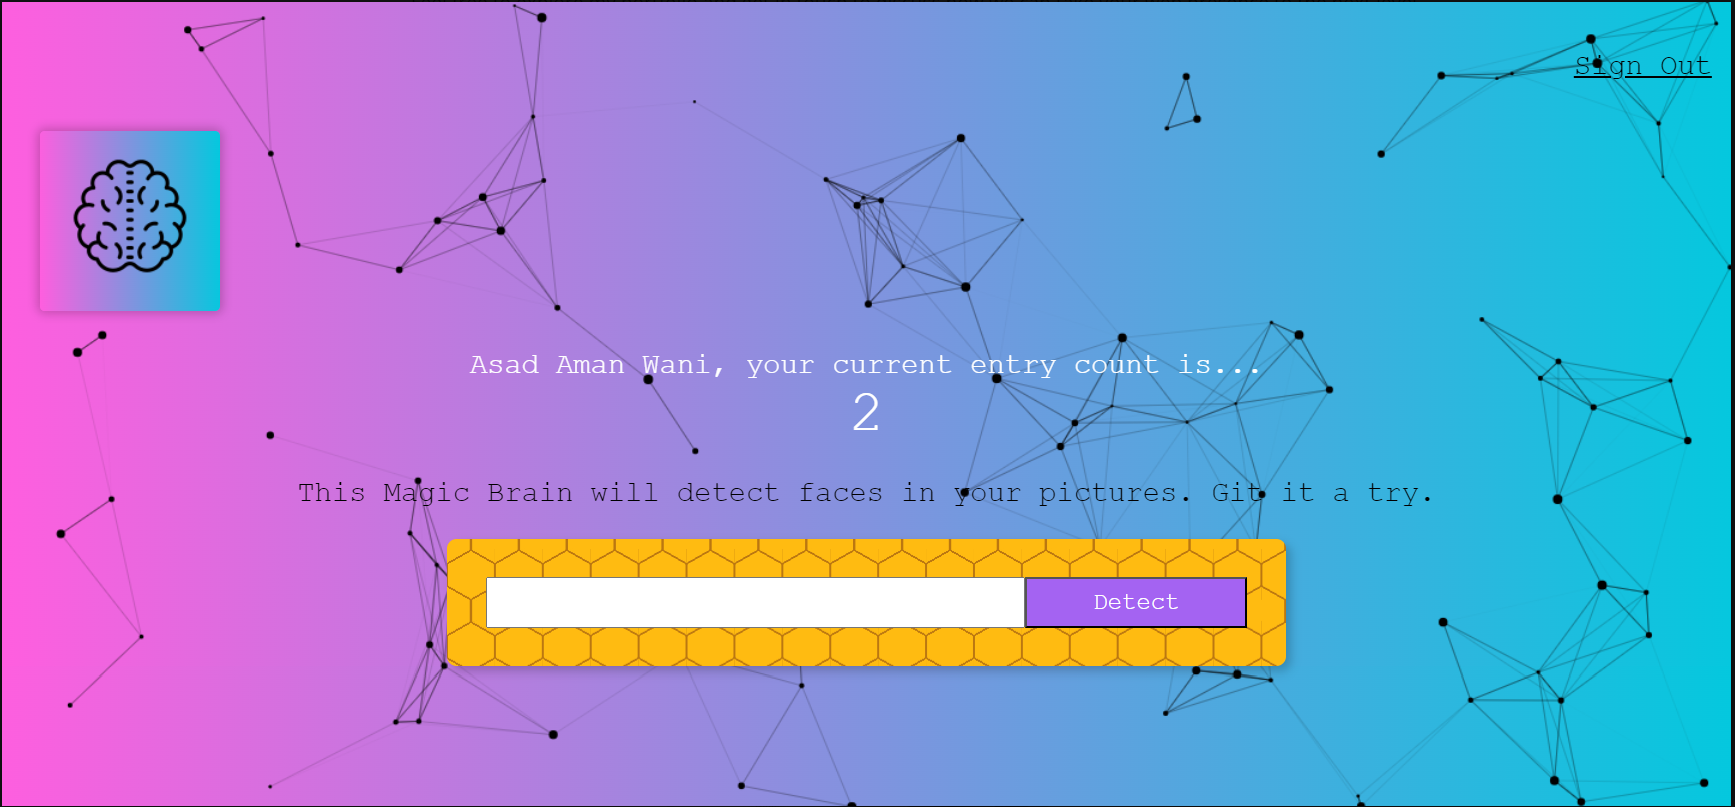 Sign Out
Asad Aman Wani, your current entry count is...
2
This Magic Brain will detect faces in your pictures. Git it a try.
Detect